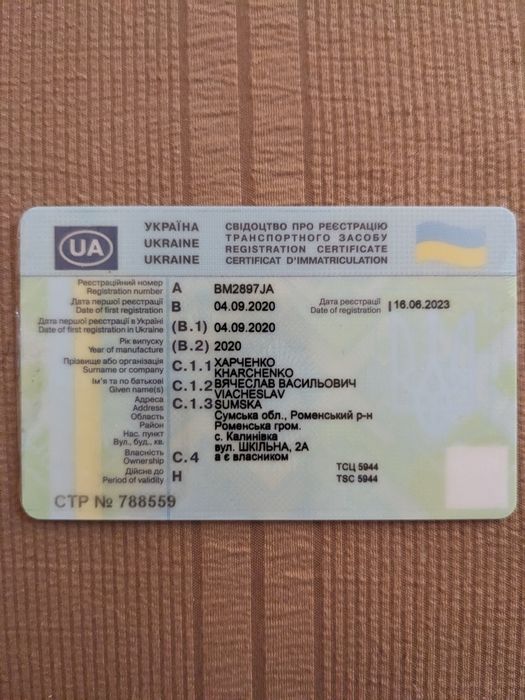 УКРАЇНА
UKRAINE
UKRAINE
СВІДОЦТВО ПРО РЕЄСТРАЦІЮ
ТРАНСПОРТНОГО ЗАСОБУ
REGISTRATION CERTIFICATE
CERTIFICAT D'IMMATRICULATION
UA
Реєстраційний номер
Registration number
A BM2897JA
Дата першої реєстрації
Date of first registration
B 04.09.2020
Дата реєстрації
Date of registration
I 16.06.2023
Дата першої реєстрації в Україні
Date of first registration in Ukraine
(B.1) 04.09.2020
Рік випуску
Year of manufacture
(B.2) 2020
Прізвище або організація
Surname or company
C.1.1 ХАРЧЕНКО
KHARCHENKO
Ім'я та по батькові
Given name(s)
C.1.2 ВЯЧЕСЛАВ ВАСИЛЬОВИЧ
VIACHESLAV
Адреса
Address
C.1.3 SUMSKA
Область
Район
Нас. пункт
Вул., буд., кв.
Сумська обл., Роменський р-н
Роменська гром.
с. Калинівка
вул. ШКІЛЬНА, 2А
Власність
Ownership
C.4 а є власником
Дійсне до
Period of validity
H
ТСЦ 5944
TSC 5944
СТР № 788559